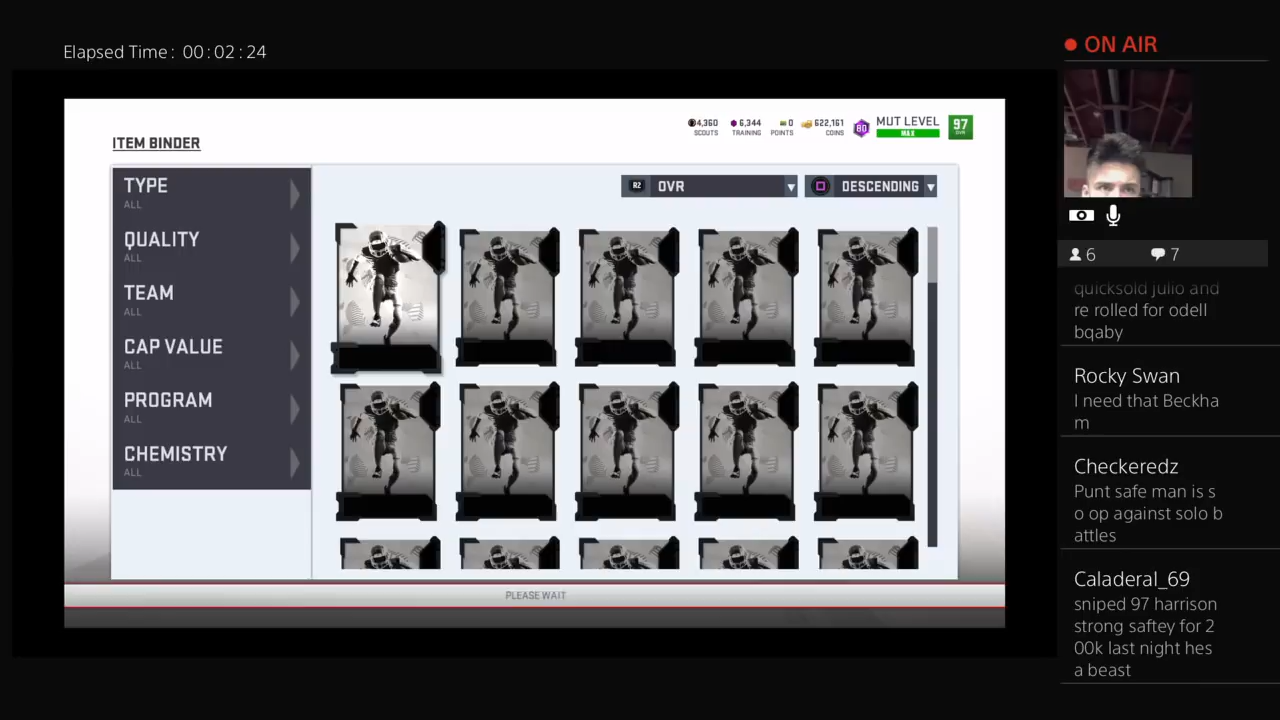 Elapsed Time: 00:02:24
ON AIR
4,360 SCOUTS
6,344 TRAINING
0 POINTS
622,161 COINS
80
MUT LEVEL
MAX
97 OVR
ITEM BINDER
TYPE
ALL
QUALITY
ALL
TEAM
ALL
CAP VALUE
ALL
PROGRAM
ALL
CHEMISTRY
ALL
R2 OVR
DESCENDING
PLEASE WAIT
6 7
quicksold julio and
re rolled for odell
bqaby
Rocky Swan
I need that Beckha
m
Checkeredz
Punt safe man is s
o op against solo b
attles
Caladeral_69
sniped 97 harrison
strong saftey for 2
00k last night hes
a beast